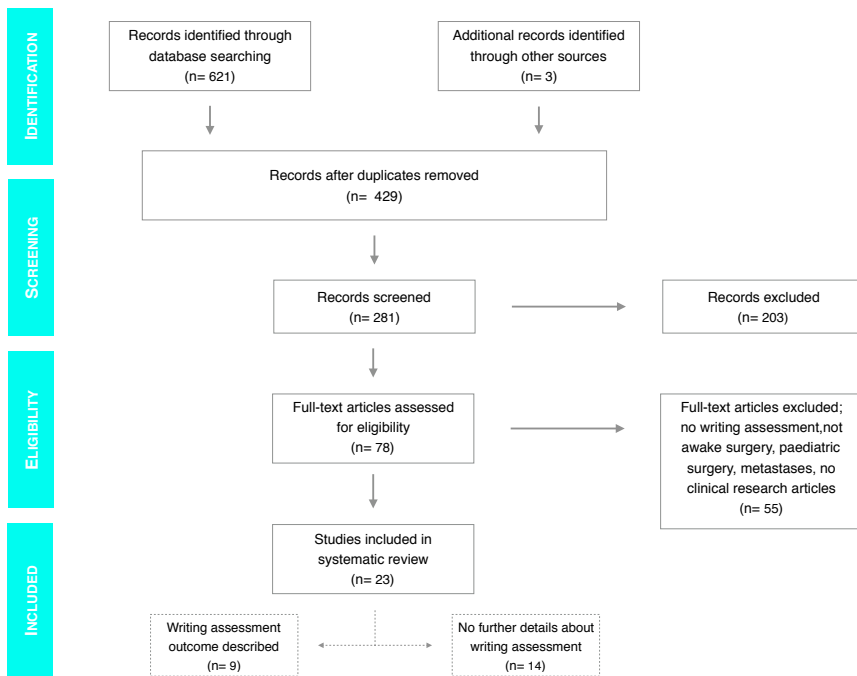 IDENTIFICATION
Records identified through
database searching
(n= 621)
Additional records identified
through other sources
(n= 3)
Records after duplicates removed
(n= 429)
SCREENING
Records screened
(n= 281)
Records excluded
(n= 203)
ELIGIBILITY
Full-text articles assessed
for eligibility
(n= 78)
Full-text articles excluded;
no writing assessment,not
awake surgery, paediatric
surgery, metastases, no
clinical research articles
(n= 55)
INCLUDED
Studies included in
systematic review
(n= 23)
Writing assessment
outcome described
(n= 9)
No further details about
writing assessment
(n= 14)